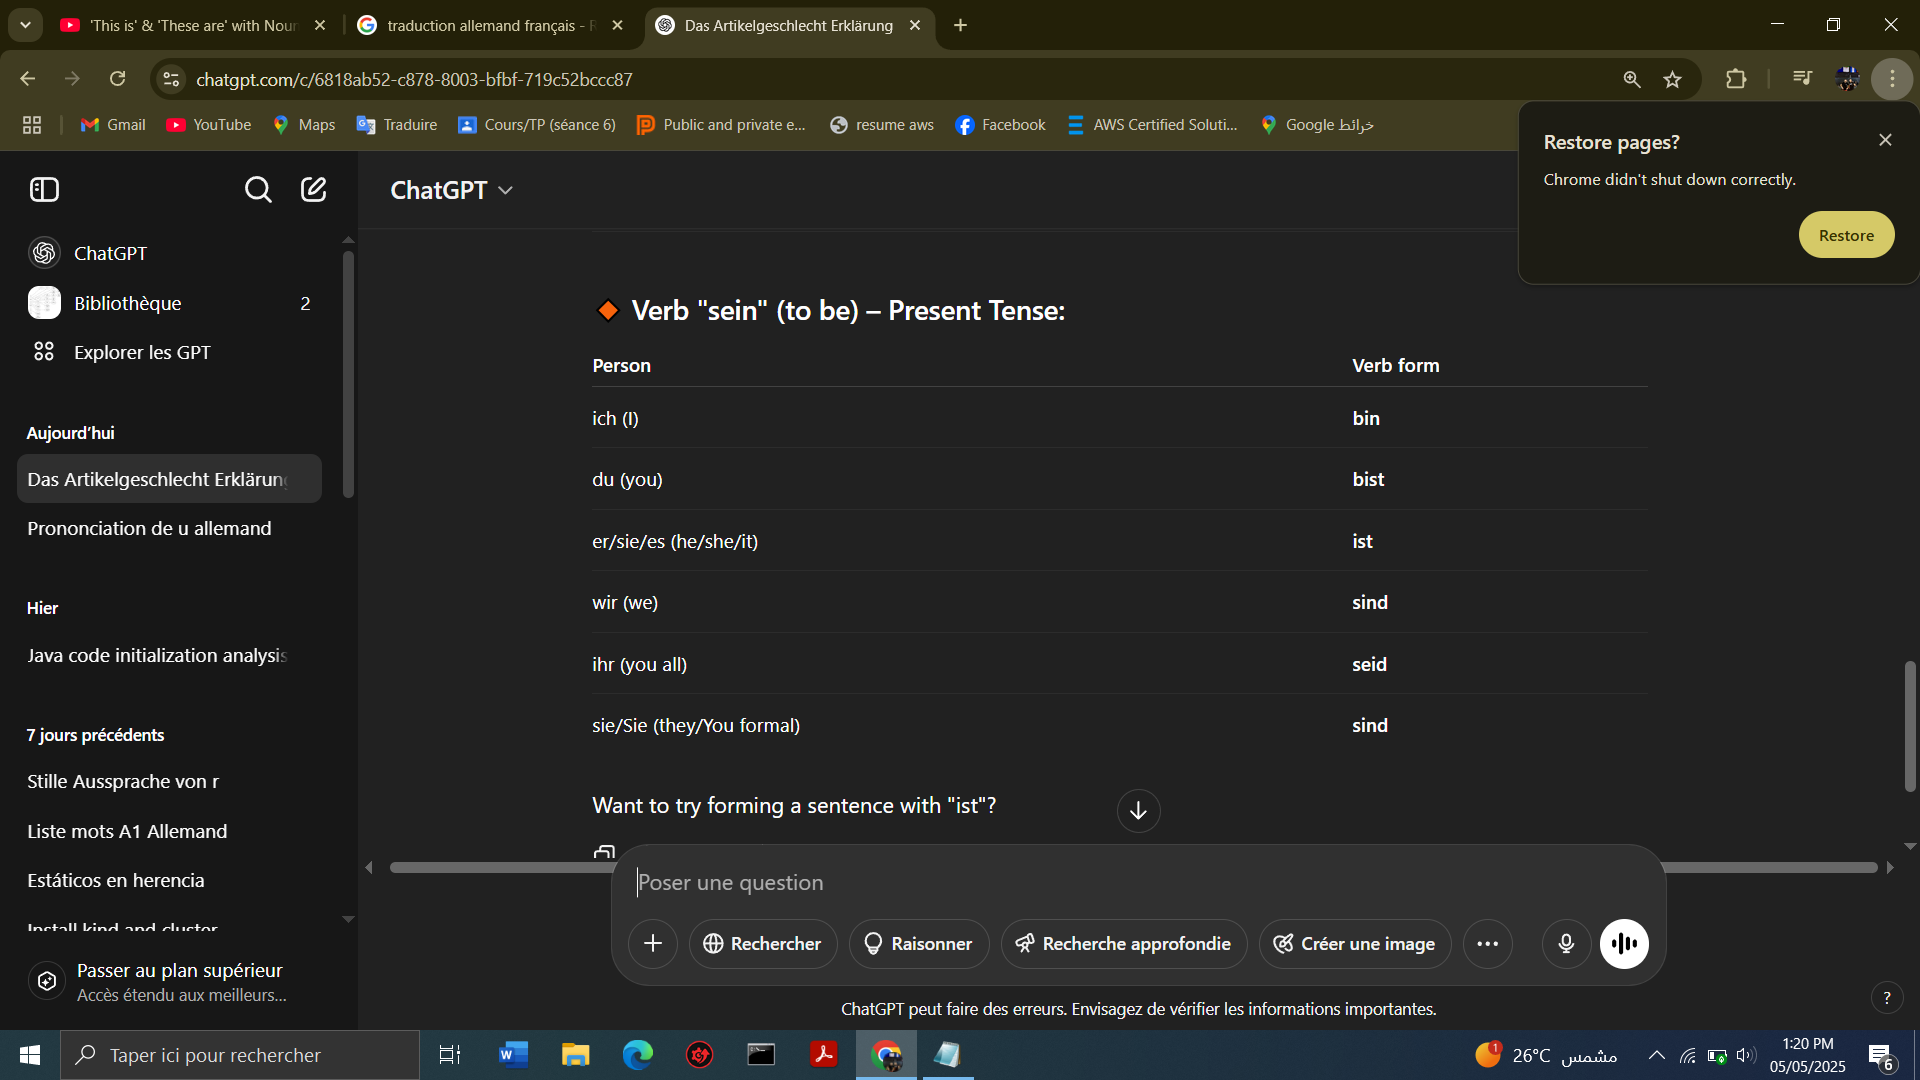 'This is' & 'These are' with Nour
traduction allemand français - R
Das Artikelgeschlecht Erklärung
chatgpt.com/c/6818ab52-c878-8003-bfbf-719c52bccc87
Gmail
YouTube
Maps
Traduire
Cours/TP (séance 6)
Public and private e...
resume aws
Facebook
AWS Certified Soluti...
Google خرائط
Restore pages?
Chrome didn't shut down correctly.
Restore
ChatGPT
ChatGPT
Bibliothèque
2
Explorer les GPT
Aujourd'hui
Das Artikelgeschlecht Erklärung
Prononciation de u allemand
Hier
Java code initialization analysis
7 jours précédents
Stille Aussprache von r
Liste mots A1 Allemand
Estáticos en herencia
Install kind and cluster
Passer au plan supérieur
Accès étendu aux meilleurs...
Verb "sein" (to be) – Present Tense:
Person Verb form
ich (I) bin
du (you) bist
er/sie/es (he/she/it) ist
wir (we) sind
ihr (you all) seid
sie/Sie (they/You formal) sind
Want to try forming a sentence with "ist"?
Poser une question
Rechercher
Raisonner
Recherche approfondie
Créer une image
ChatGPT peut faire des erreurs. Envisagez de vérifier les informations importantes.
?
Taper ici pour rechercher
1
26°C مشمس
1:20 PM
05/05/2025
6